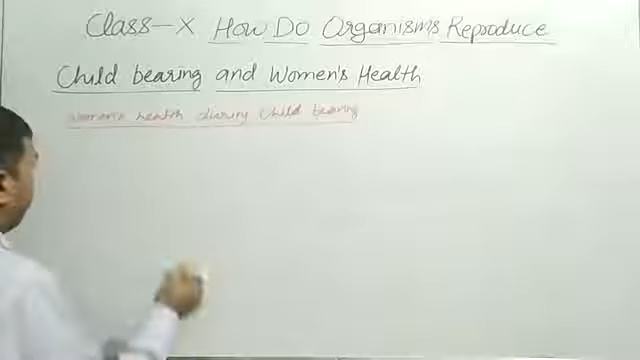 Class-X How Do Organisms Reproduce
Child bearing and Women's Health
Women's health during Child bearing